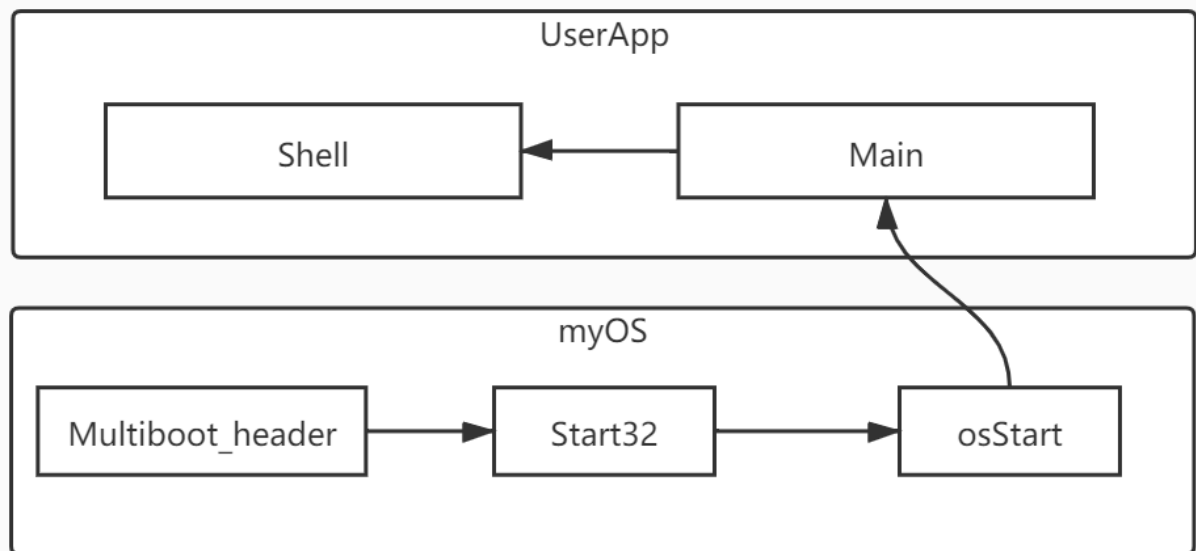 UserApp
Shell
Main
myOS
Multiboot_header
Start32
osStart